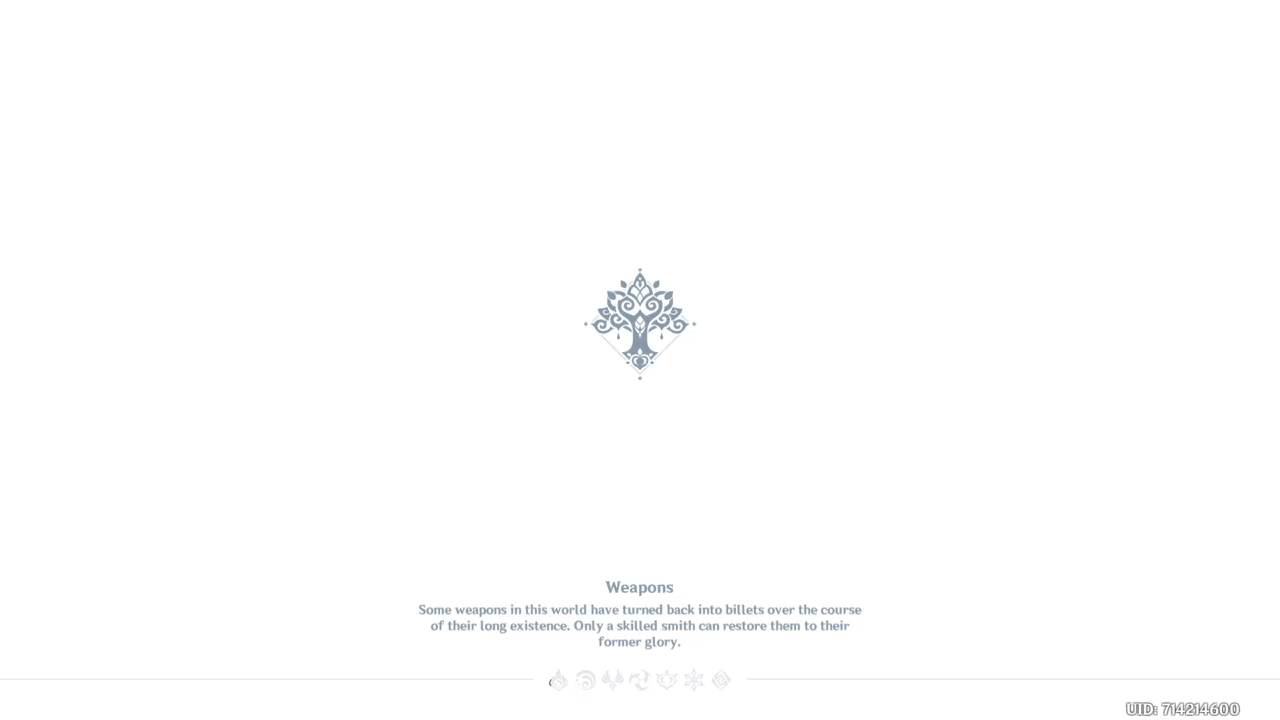 Weapons
Some weapons in this world have turned back into billets over the course
of their long existence. Only a skilled smith can restore them to their
former glory.
UID: 714214600